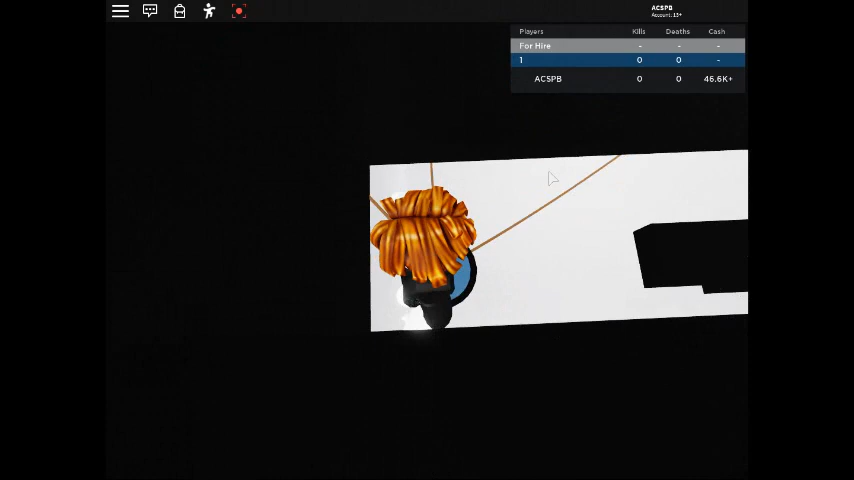 ACSPB
Account: 13+
Players Kills Deaths Cash
For Hire - - -
1 0 0 -
ACSPB 0 0 46.6K+